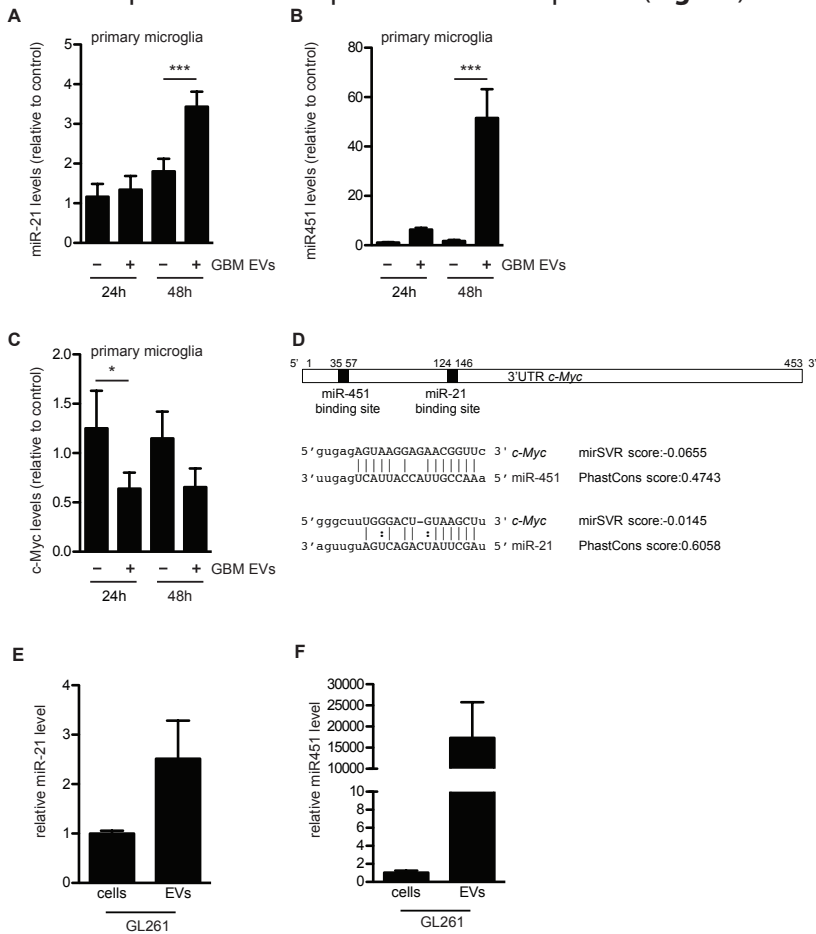 A
primary microglia
miR-21 levels (relative to control)
5
4
3
2
1
0
***
– + – + GBM EVs
24h 48h
B
primary microglia
miR451 levels (relative to control)
80
60
40
20
0
***
– + – + GBM EVs
24h 48h
C
primary microglia
c-Myc levels (relative to control)
2.0
1.5
1.0
0.5
0.0
*
– + – + GBM EVs
24h 48h
D
5' 1 35 57 124 146 453 3'
3'UTR c-Myc
miR-451 binding site
miR-21 binding site
5'gugagAGUAAGGAGAACGGUUc 3' c-Myc mirSVR score:-0.0655
||||| | |||||||
3'uugagUCAUUACCAUUGCCAAa 5' miR-451 PhastCons score:0.4743
5'gggcuuUGGGACU-GUAAGCUu 3' c-Myc mirSVR score:-0.0145
| :| || :||||||
3'aguuguAGUCAGACUAUUCGAu 5' miR-21 PhastCons score:0.6058
E
relative miR-21 level
4
3
2
1
0
cells EVs
GL261
F
relative miR451 level
30000
25000
20000
15000
10000
10
8
6
4
2
0
cells EVs
GL261